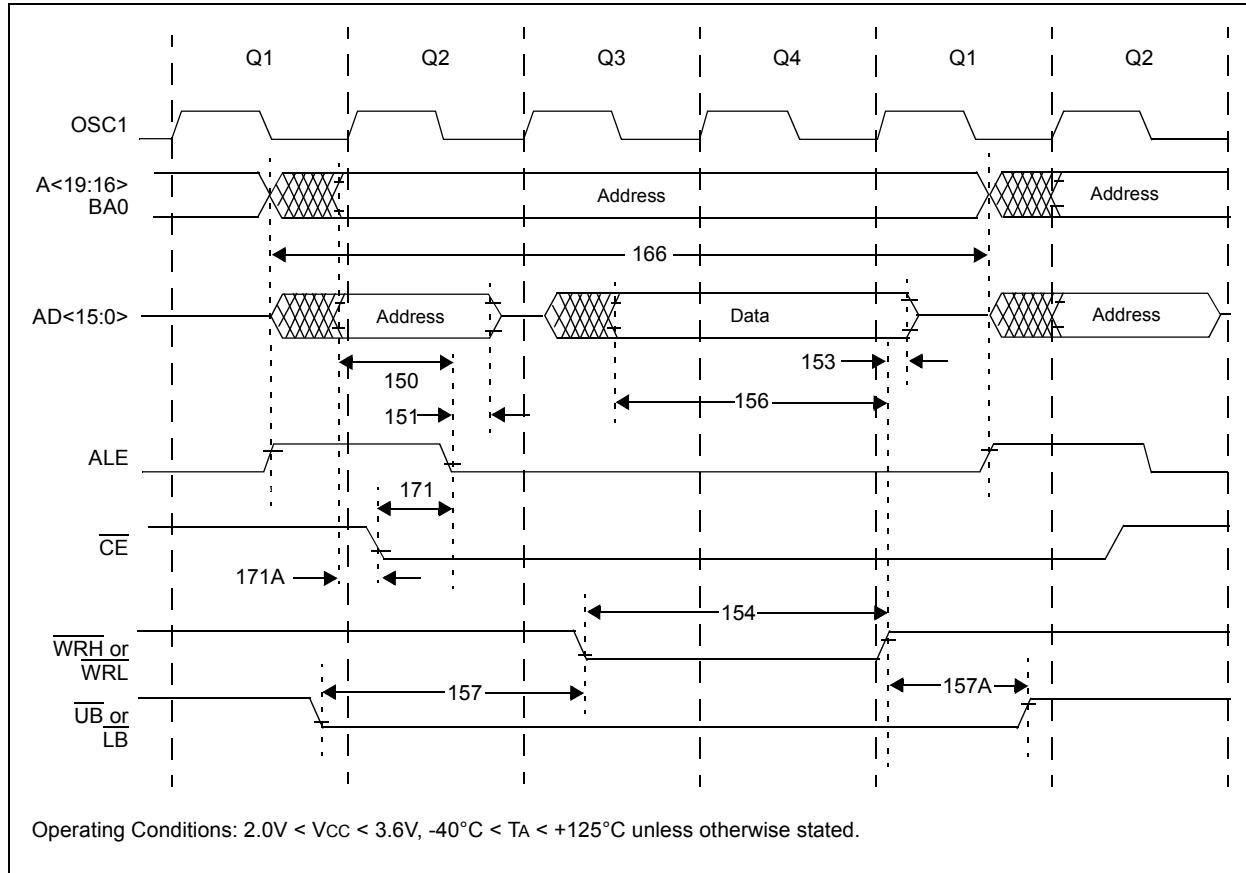 Q1 Q2 Q3 Q4 Q1 Q2
OSC1
A<19:16>
BA0
Address
Address
166
AD<15:0>
Address
Data
Address
150
153
151
156
ALE
171
CE
171A
154
WRH or
WRL
157
157A
UB or
LB
Operating Conditions: 2.0V < VCC < 3.6V, -40°C < TA < +125°C unless otherwise stated.